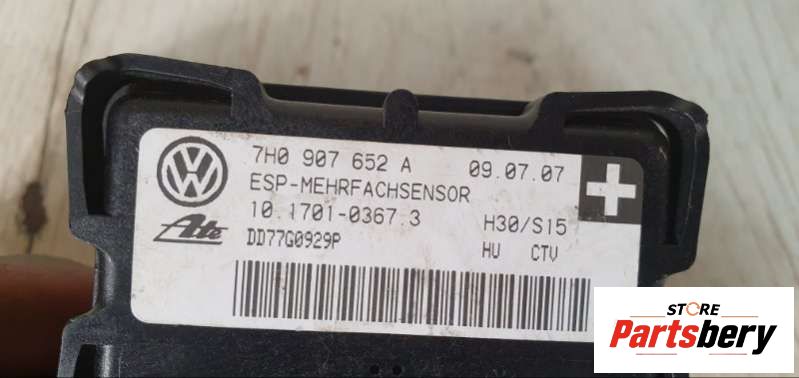 7H0 907 652 A 09.07.07
ESP-MEHRFACHSENSOR
10.1701-0367.3 H30/S15
DD77G0929P HU CTV
VW
Ate
STORE
Partsbery